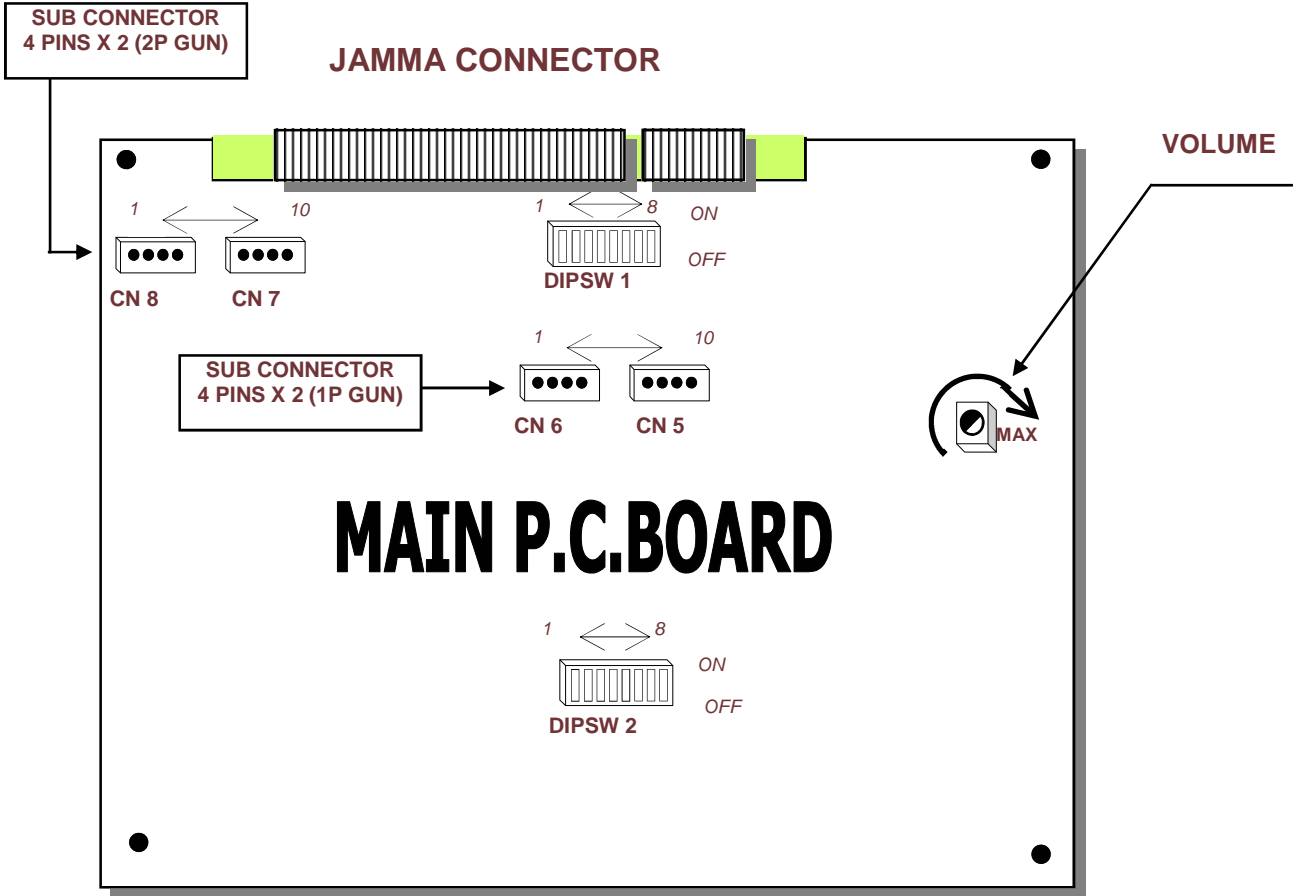 SUB CONNECTOR
4 PINS X 2 (2P GUN)
JAMMA CONNECTOR
VOLUME
1 10
1 8 ON
OFF
DIPSW 1
CN 8 CN 7
1 10
SUB CONNECTOR
4 PINS X 2 (1P GUN)
CN 6 CN 5
MAX
MAIN P.C.BOARD
1 8
ON
OFF
DIPSW 2